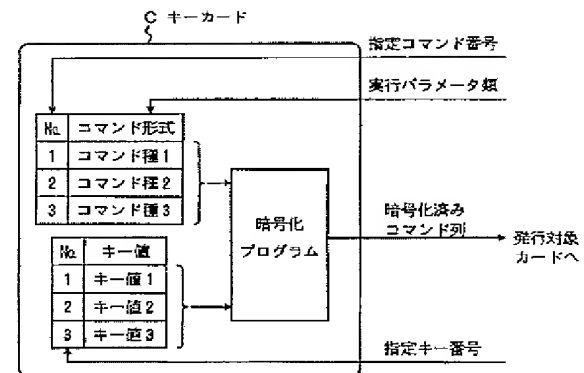 C キーカード
指定コマンド番号
実行パラメータ類
No. コマンド形式
1 コマンド種1
2 コマンド種2
3 コマンド種3
暗号化
プログラム
暗号化済み
コマンド列
発行対象
カードへ
No. キー値
1 キー値1
2 キー値2
3 キー値3
指定キー番号